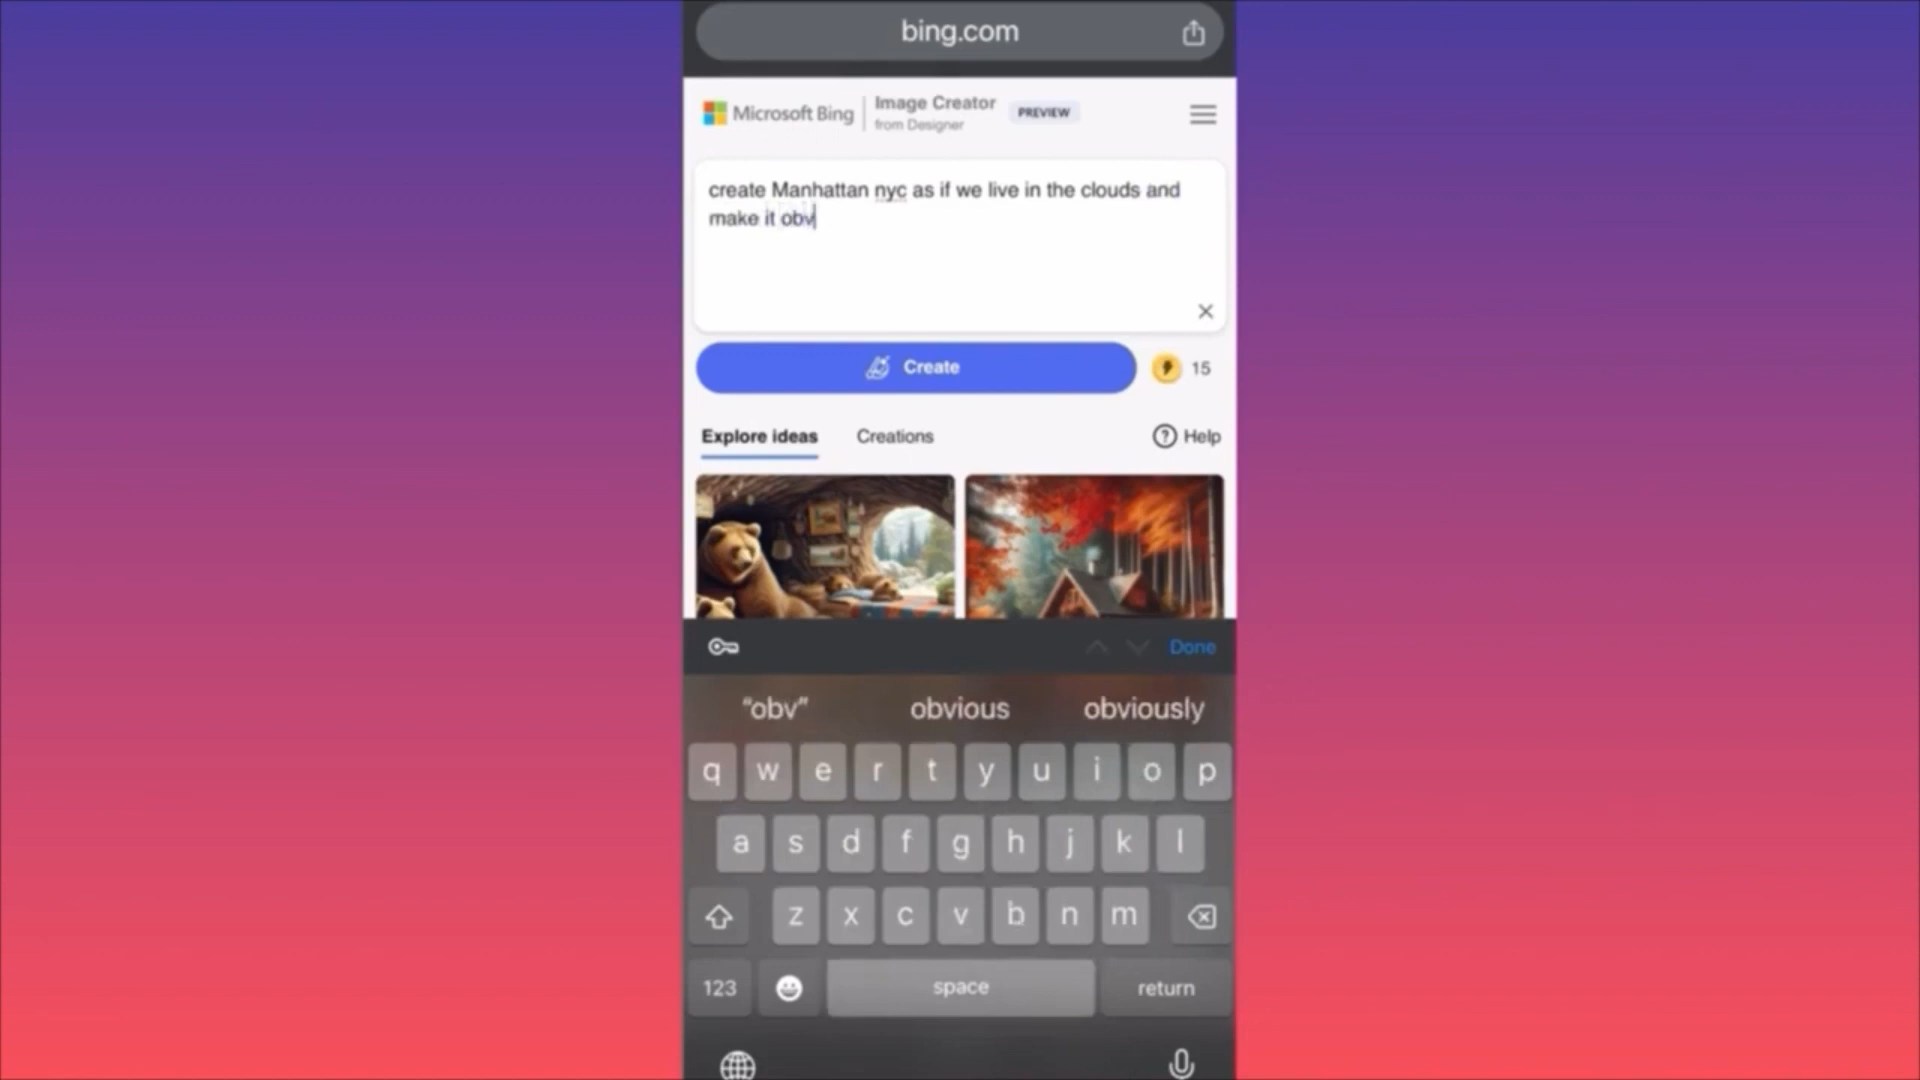 bing.com
Microsoft Bing
Image Creator
from Designer
PREVIEW
create Manhattan nyc as if we live in the clouds and
make it obv
Create
15
Explore ideas
Creations
Help
Done
"obv"
obvious
obviously
q w e r t y u i o p
a s d f g h j k l
z x c v b n m
123
space
return